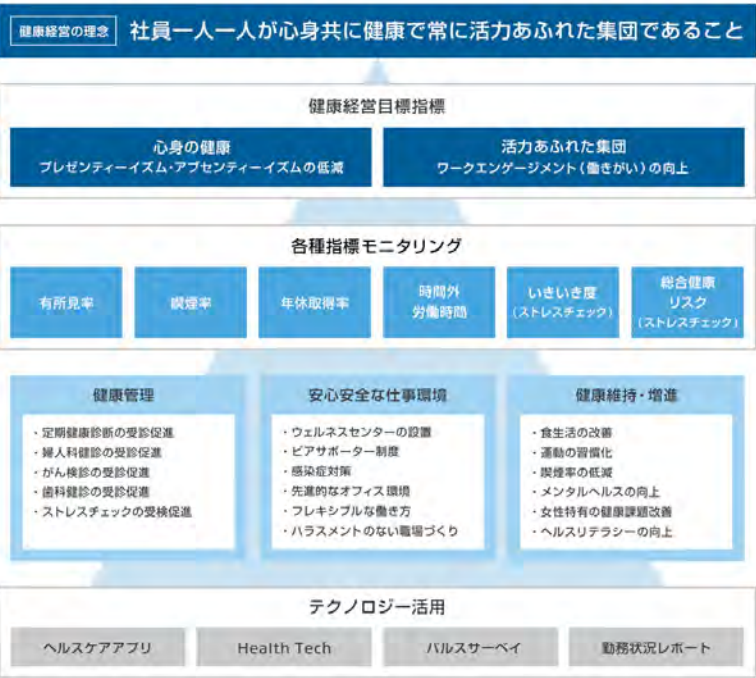 健康経営の理念
社員一人一人が心身共に健康で常に活力あふれた集団であること
健康経営目標指標
心身の健康
プレゼンティーイズム・アブセンティーイズムの低減
活力あふれた集団
ワークエンゲージメント（働きがい）の向上
各種指標モニタリング
有所見率
喫煙率
年休取得率
時間外
労働時間
いきいき度
（ストレスチェック）
総合健康
リスク
（ストレスチェック）
健康管理
・定期健康診断の受診促進
・婦人科健診の受診促進
・がん検診の受診促進
・歯科健診の受診促進
・ストレスチェックの受検促進
安心安全な仕事環境
・ウェルネスセンターの設置
・ピアサポーター制度
・感染症対策
・先進的なオフィス環境
・フレキシブルな働き方
・ハラスメントのない職場づくり
健康維持・増進
・食生活の改善
・運動の習慣化
・喫煙率の低減
・メンタルヘルスの向上
・女性特有の健康課題改善
・ヘルスリテラシーの向上
テクノロジー活用
ヘルスケアアプリ
Health Tech
パルスサーベイ
勤務状況レポート